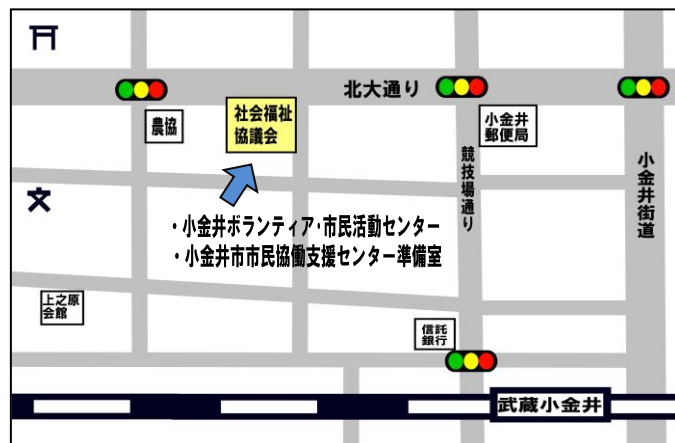 北大通り
農協
社会福祉
協議会
小金井
郵便局
競技場通り
小金井街道
・小金井ボランティア・市民活動センター
・小金井市市民協働支援センター準備室
上之原
会館
信託
銀行
武蔵小金井